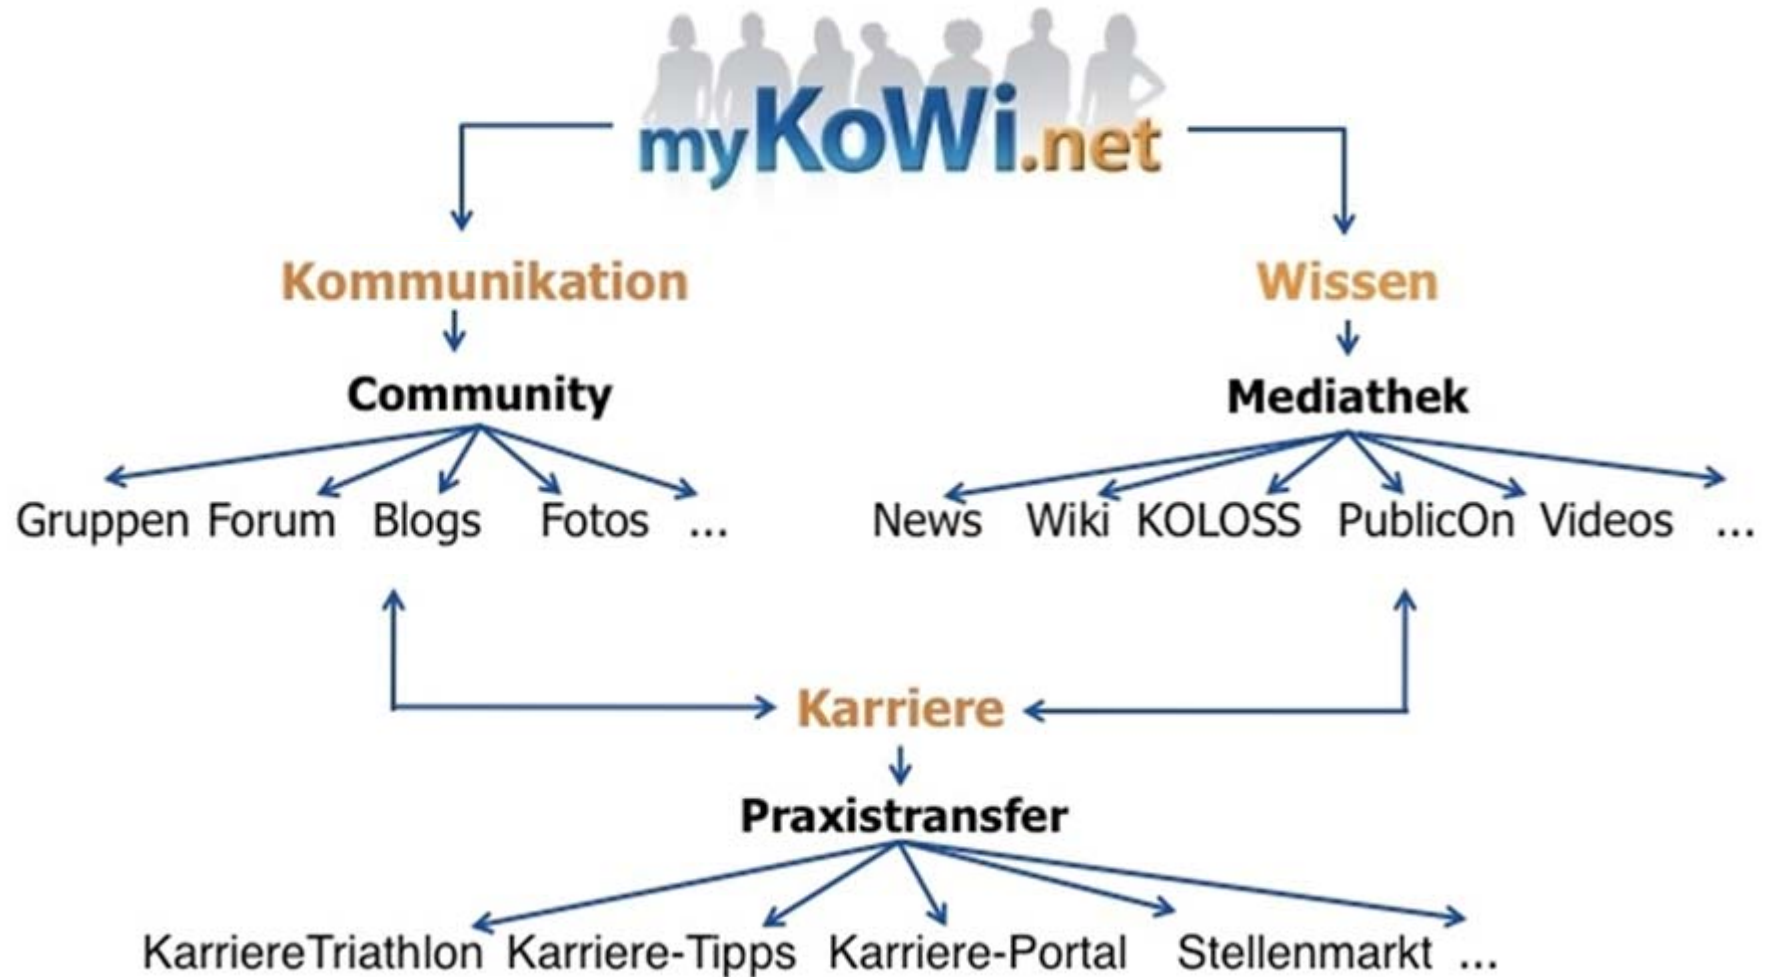 myKoWi.net
Kommunikation Wissen
Community Mediathek
Gruppen Forum Blogs Fotos ... News Wiki KOLOSS PublicOn Videos ...
Karriere
Praxistransfer
KarriereTriathlon Karriere-Tipps Karriere-Portal Stellenmarkt ...